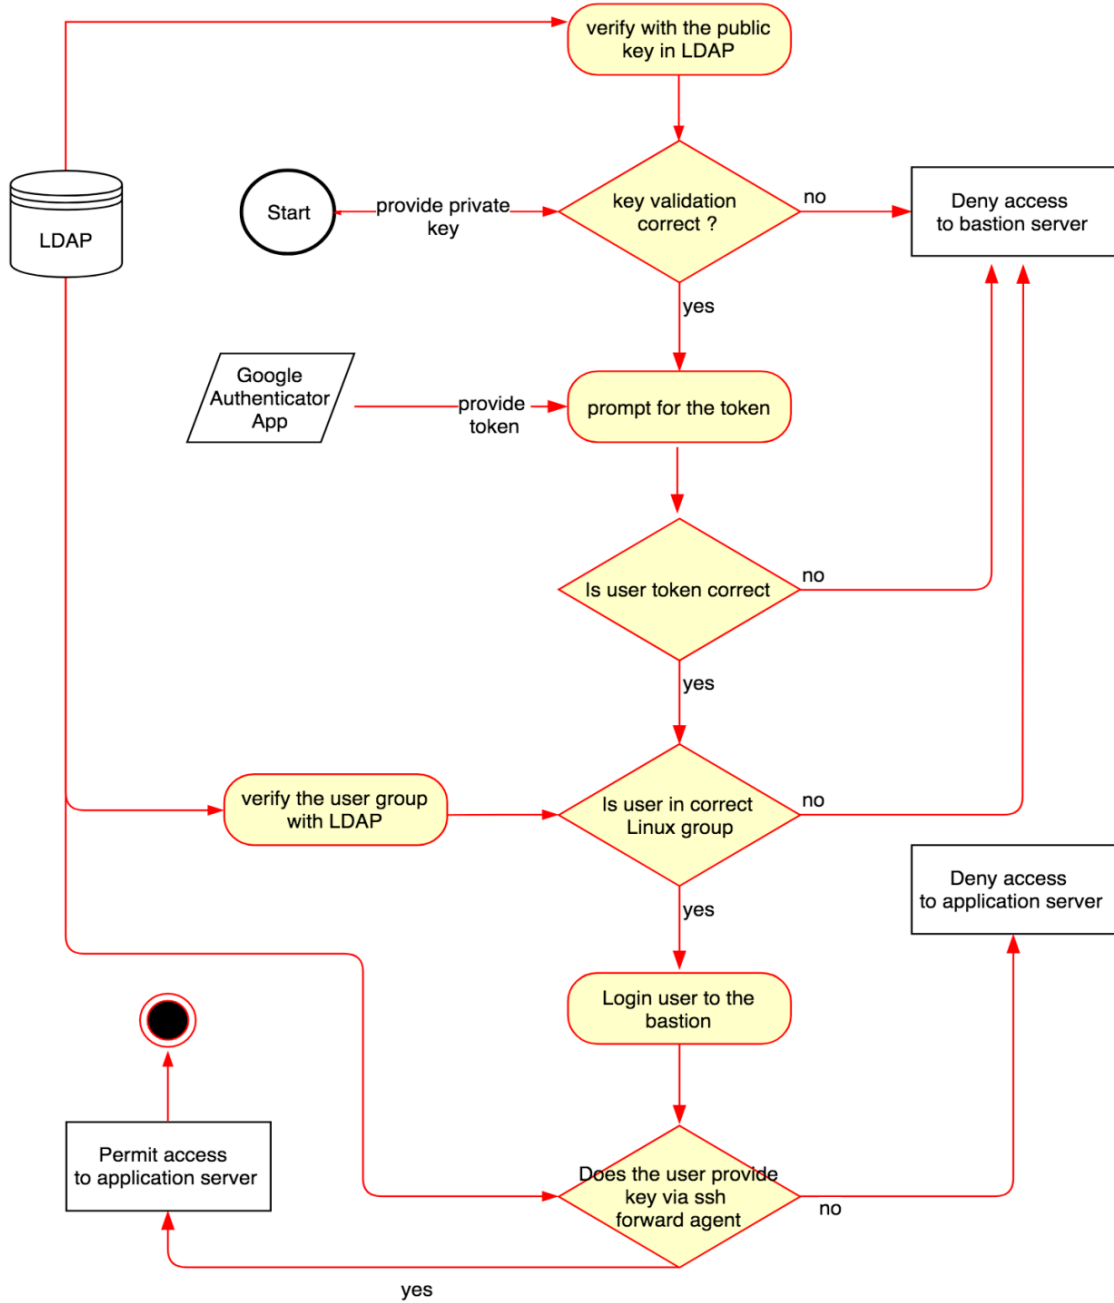 verify with the public
key in LDAP
LDAP
Start
provide private
key
key validation
correct ?
no
Deny access
to bastion server
yes
Google
Authenticator
App
provide
token
prompt for the token
Is user token correct
no
yes
verify the user group
with LDAP
Is user in correct
Linux group
no
Deny access
to application server
yes
Login user to the
bastion
Permit access
to application server
Does the user provide
key via ssh
forward agent
no
yes